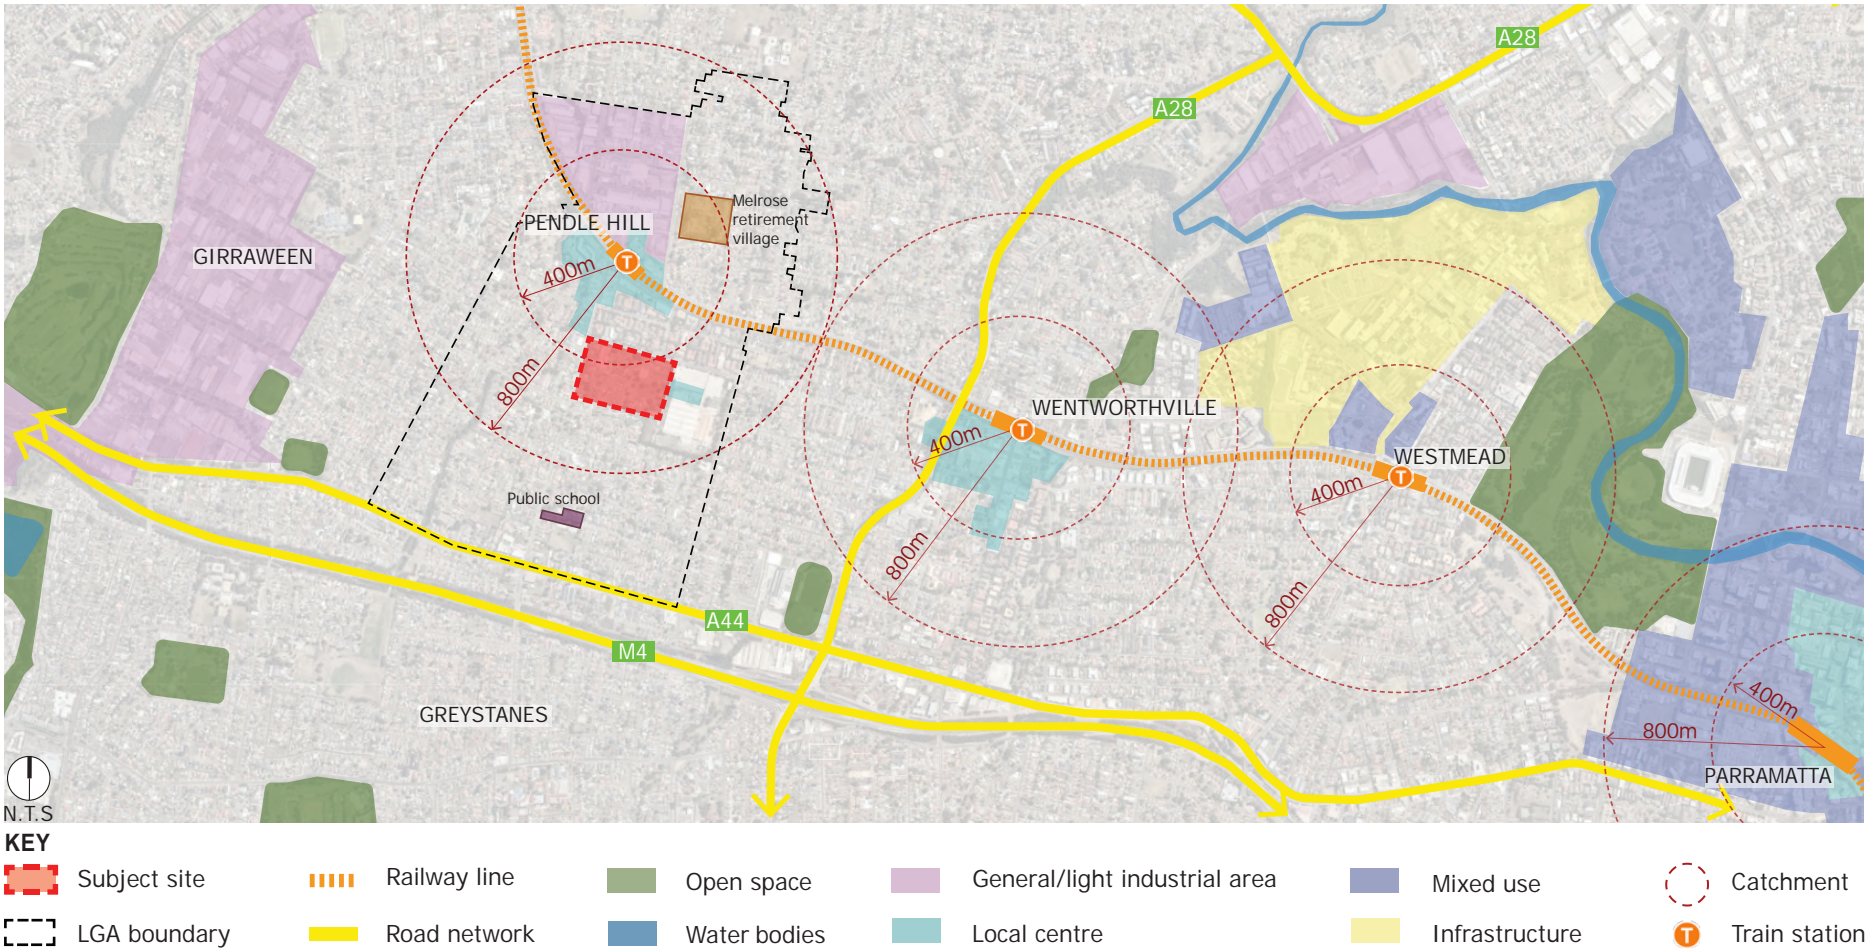 A28
A28
Melrose
retirement
village
PENDLE HILL
GIRRAWEEN
T
400m
800m
WENTWORTHVILLE
T
400m
WESTMEAD
T
400m
Public school
800m
800m
A44
M4
GREYSTANES
400m
800m
PARRAMATTA
N.T.S
KEY
Subject site
Railway line
Open space
General/light industrial area
Mixed use
Catchment
LGA boundary
Road network
Water bodies
Local centre
Infrastructure
T
Train station